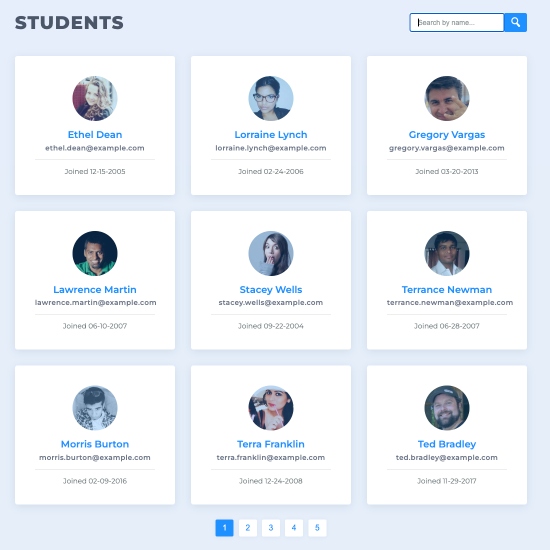 STUDENTS
Search by name...
Ethel Dean
ethel.dean@example.com
Joined 12-15-2005
Lorraine Lynch
lorraine.lynch@example.com
Joined 02-24-2006
Gregory Vargas
gregory.vargas@example.com
Joined 03-20-2013
Lawrence Martin
lawrence.martin@example.com
Joined 06-10-2007
Stacey Wells
stacey.wells@example.com
Joined 09-22-2004
Terrance Newman
terrance.newman@example.com
Joined 06-28-2007
Morris Burton
morris.burton@example.com
Joined 02-09-2016
Terra Franklin
terra.franklin@example.com
Joined 12-24-2008
Ted Bradley
ted.bradley@example.com
Joined 11-29-2017
1 2 3 4 5